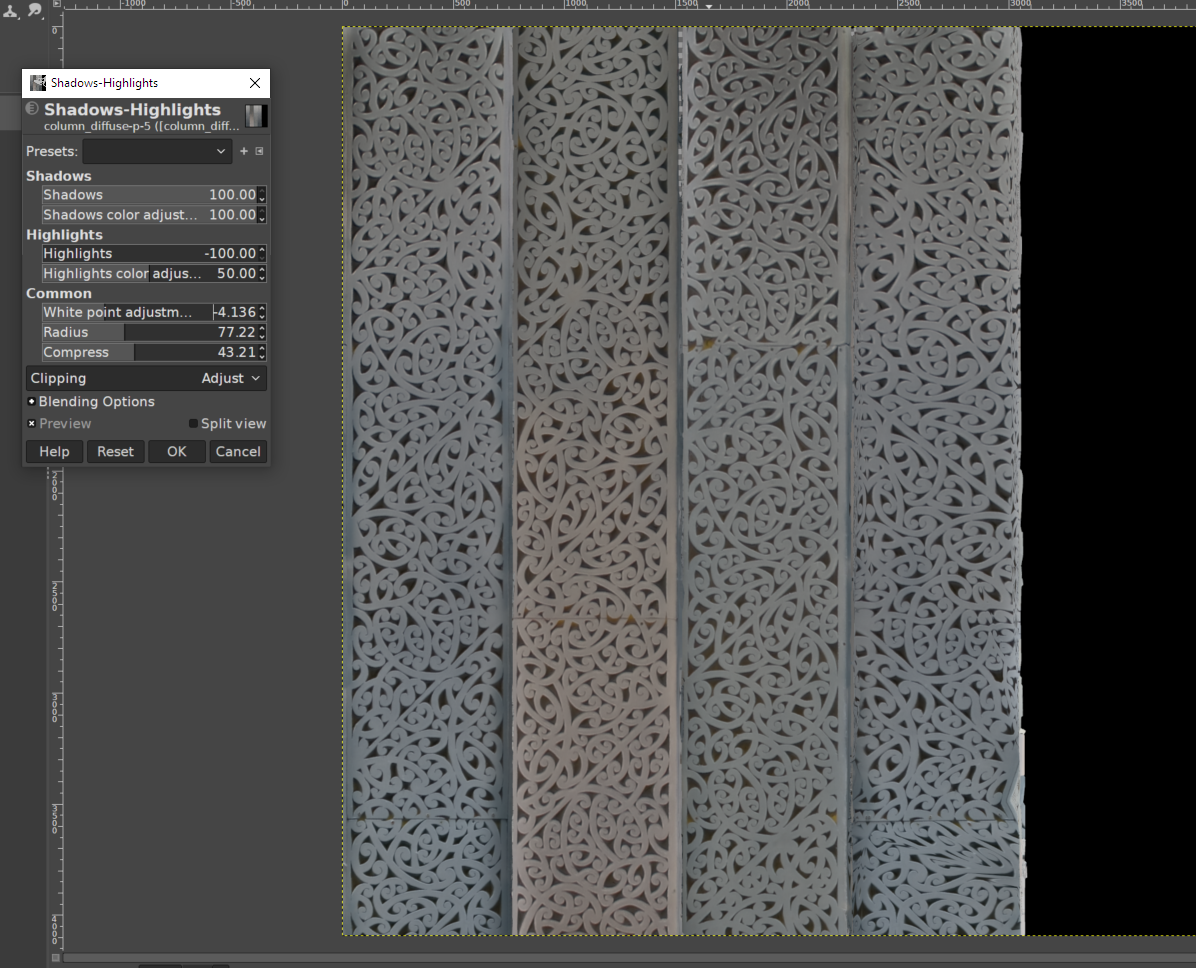 -1000 -500 0 500 1000 1500 2000 2500 3000 3500
0
Shadows-Highlights
Shadows-Highlights
column_diffuse-p-5 ([column_diff...
Presets:
Shadows
Shadows 100.00
Shadows color adjust... 100.00
Highlights
Highlights -100.00
Highlights color adjus... 50.00
Common
White point adjustm... -4.136
Radius 77.22
Compress 43.21
Clipping Adjust
Blending Options
Preview Split view
Help Reset OK Cancel
2000
2500
3000
3500
4000